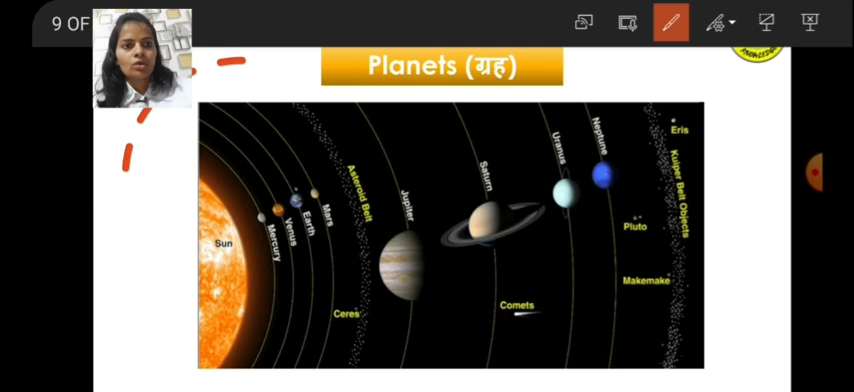 9 OF
Planets (ग्रह)
KNOWLEDGE
Eris
Kuiper Belt Objects
Neptune
Uranus
Saturn
Asteroid Belt
Jupiter
Mars
Earth
Venus
Mercury
Sun
Pluto
Makemake
Comets
Ceres